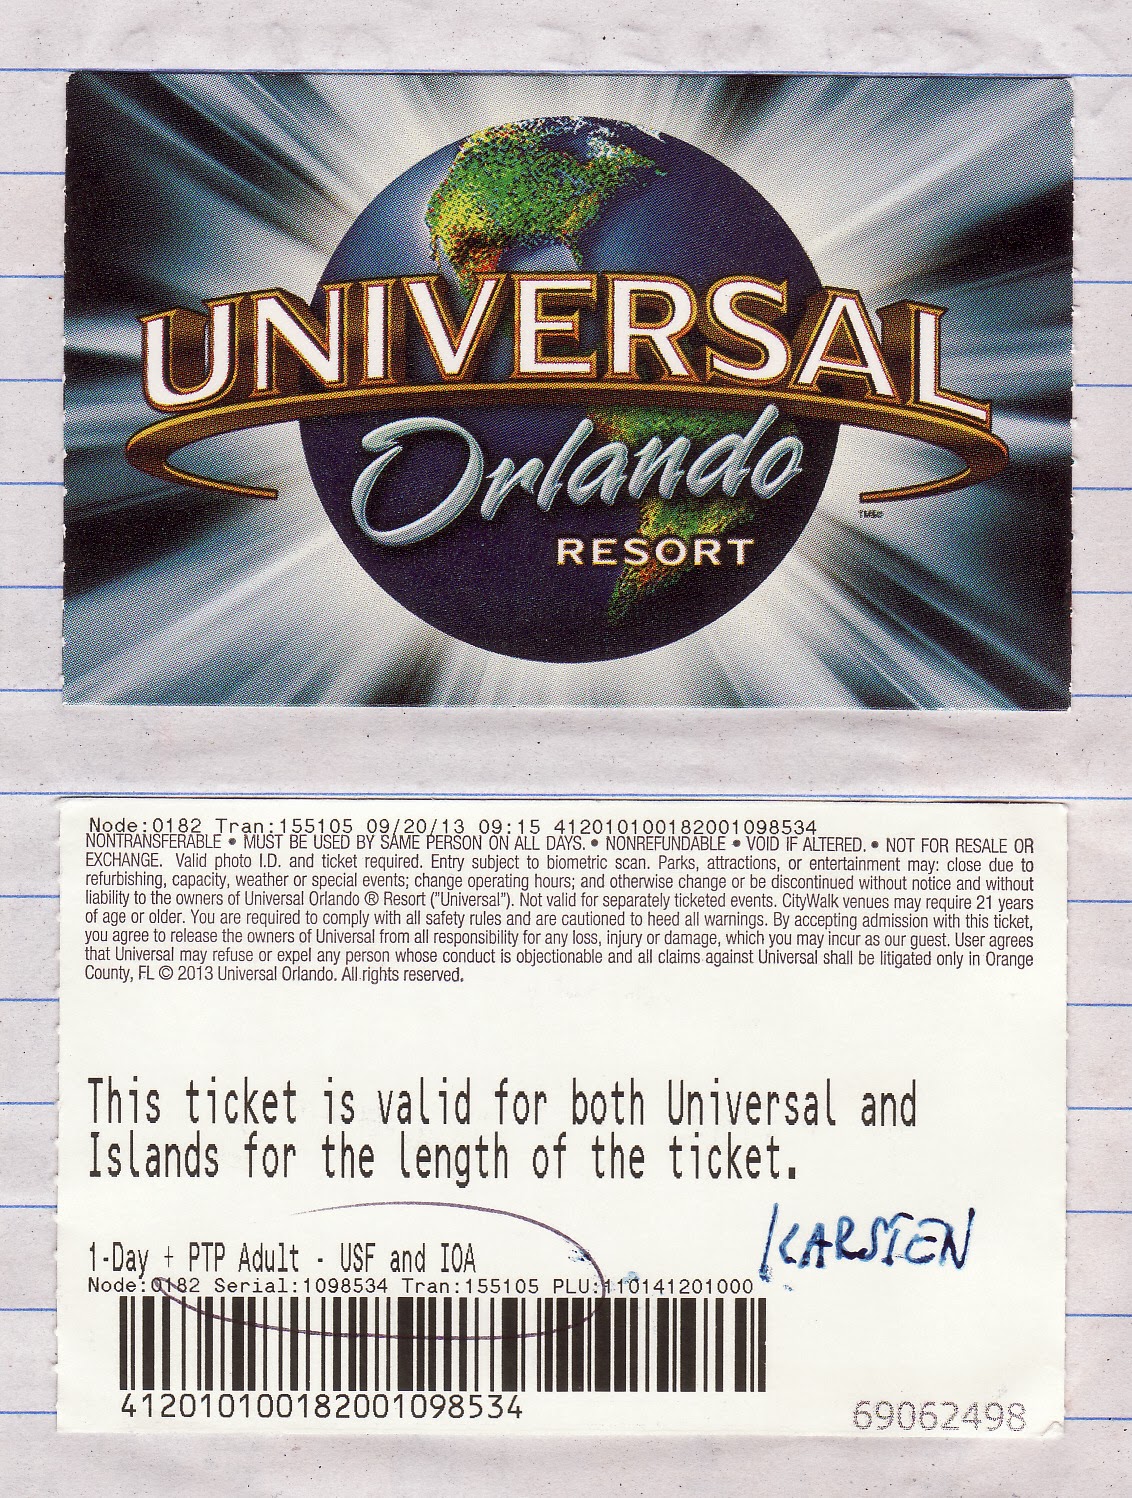 UNIVERSAL
Orlando
RESORT
Node:0182 Tran:155105 09/20/13 09:15 4120101001820010​98534
NONTRANSFERABLE • MUST BE USED BY SAME PERSON ON ALL DAYS. • NONREFUNDABLE • VOID IF ALTERED. • NOT FOR RESALE OR
EXCHANGE. Valid photo I.D. and ticket required. Entry subject to biometric scan. Parks, attractions, or entertainment may: close due to
refurbishing, capacity, weather or special events; change operating hours; and otherwise change or be discontinued without notice and without
liability to the owners of Universal Orlando ® Resort ("Universal"). Not valid for separately ticketed events. CityWalk venues may require 21 years
of age or older. You are required to comply with all safety rules and are cautioned to heed all warnings. By accepting admission with this ticket,
you agree to release the owners of Universal from all responsibility for any loss, injury or damage, which you may incur as our guest. User agrees
that Universal may refuse or expel any person whose conduct is objectionable and all claims against Universal shall be litigated only in Orange
County, FL © 2013 Universal Orlando. All rights reserved.
This ticket is valid for both Universal and
Islands for the length of the ticket.
KARSTEN
1-Day + PTP Adult - USF and IOA
Node:0182 Serial:1098534 Tran:155105 PLU:110141201000
412010100182001098534
69062498